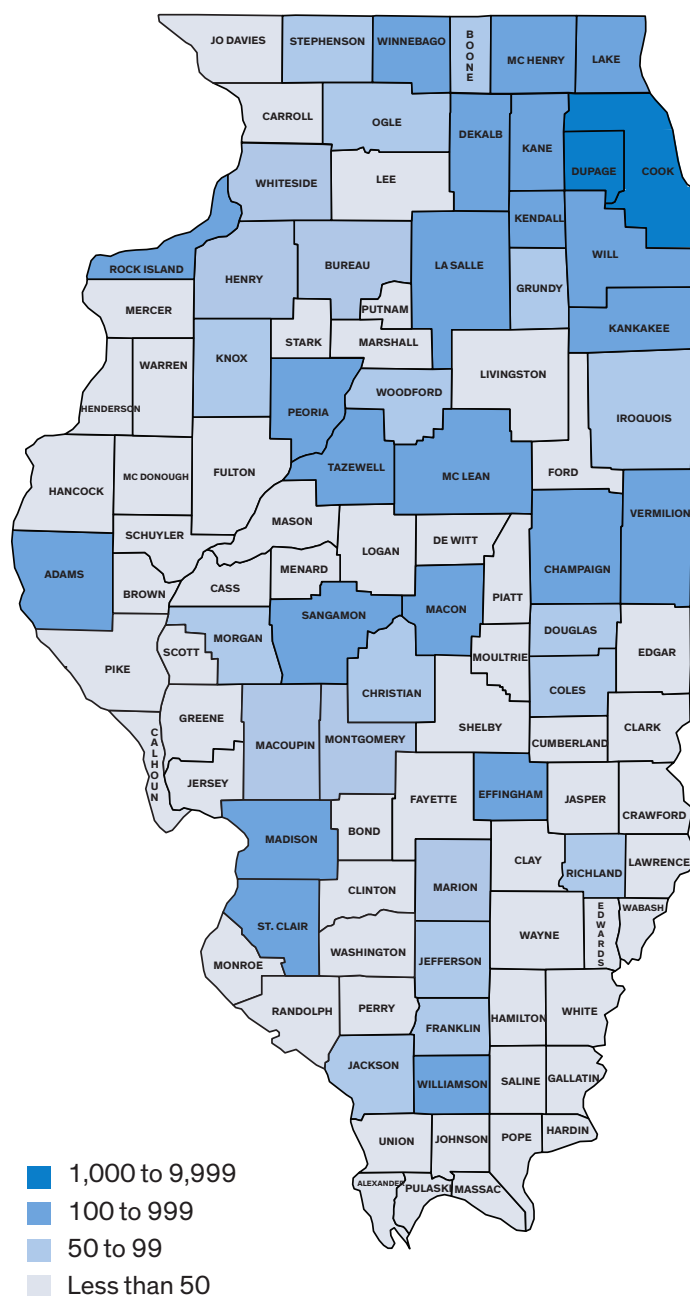 JO DAVIES
STEPHENSON
WINNEBAGO
BOONE
MC HENRY
LAKE
CARROLL
OGLE
DEKALB
KANE
DUPAGE
COOK
WHITESIDE
LEE
KENDALL
ROCK ISLAND
HENRY
BUREAU
LA SALLE
WILL
GRUNDY
MERCER
PUTNAM
KANKAKEE
STARK
MARSHALL
KNOX
WARREN
LIVINGSTON
HENDERSON
PEORIA
WOODFORD
IROQUOIS
HANCOCK
MC DONOUGH
FULTON
TAZEWELL
MC LEAN
FORD
VERMILION
MASON
SCHUYLER
LOGAN
DE WITT
ADAMS
BROWN
CASS
MENARD
CHAMPAIGN
PIATT
SANGAMON
MACON
MORGAN
SCOTT
DOUGLAS
PIKE
MOULTRIE
EDGAR
CHRISTIAN
COLES
GREENE
CALHOUN
MACOUPIN
MONTGOMERY
SHELBY
CUMBERLAND
CLARK
JERSEY
FAYETTE
EFFINGHAM
JASPER
CRAWFORD
MADISON
BOND
CLAY
RICHLAND
LAWRENCE
CLINTON
MARION
EDWARDS
WABASH
ST. CLAIR
WASHINGTON
WAYNE
MONROE
JEFFERSON
RANDOLPH
PERRY
HAMILTON
WHITE
FRANKLIN
JACKSON
WILLIAMSON
SALINE
GALLATIN
UNION
JOHNSON
POPE
HARDIN
ALEXANDER
PULASKI
MASSAC
1,000 to 9,999
100 to 999
50 to 99
Less than 50